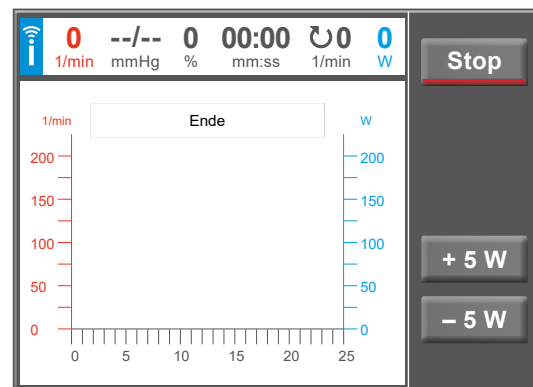 0 --/-- 0 00:00 0 0
1/min mmHg % mm:ss 1/min W
Stop
1/min Ende W
200 200
150 150
100 100
50 50
0 0
0 5 10 15 20 25
+ 5 W
– 5 W